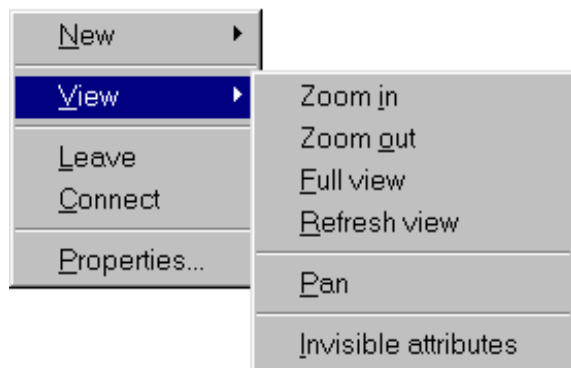 New
View
Leave
Connect
Properties...
Zoom in
Zoom out
Full view
Refresh view
Pan
Invisible attributes